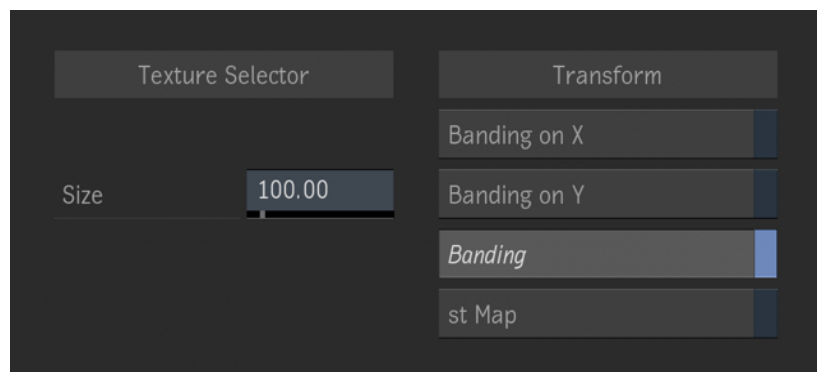 Texture Selector
Size 100.00
Transform
Banding on X
Banding on Y
Banding
st Map